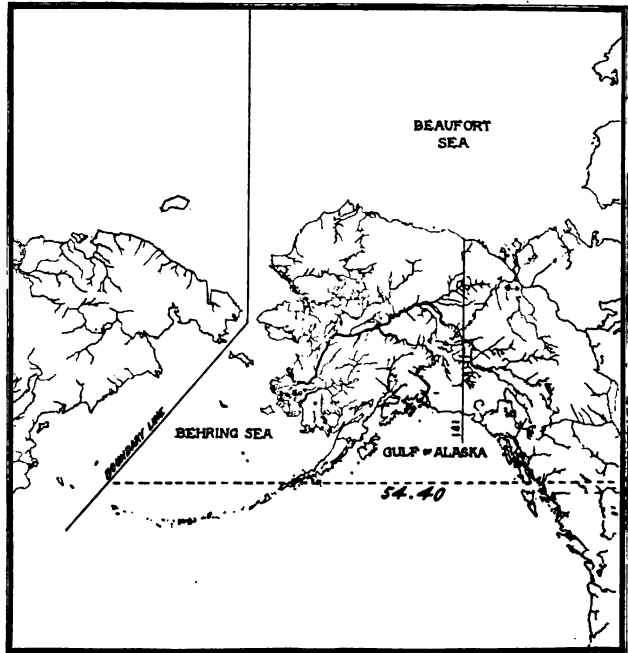 BEAUFORT
SEA
BOUNDARY LINE
BEHRING SEA
GULF OF ALASKA
141
54.40